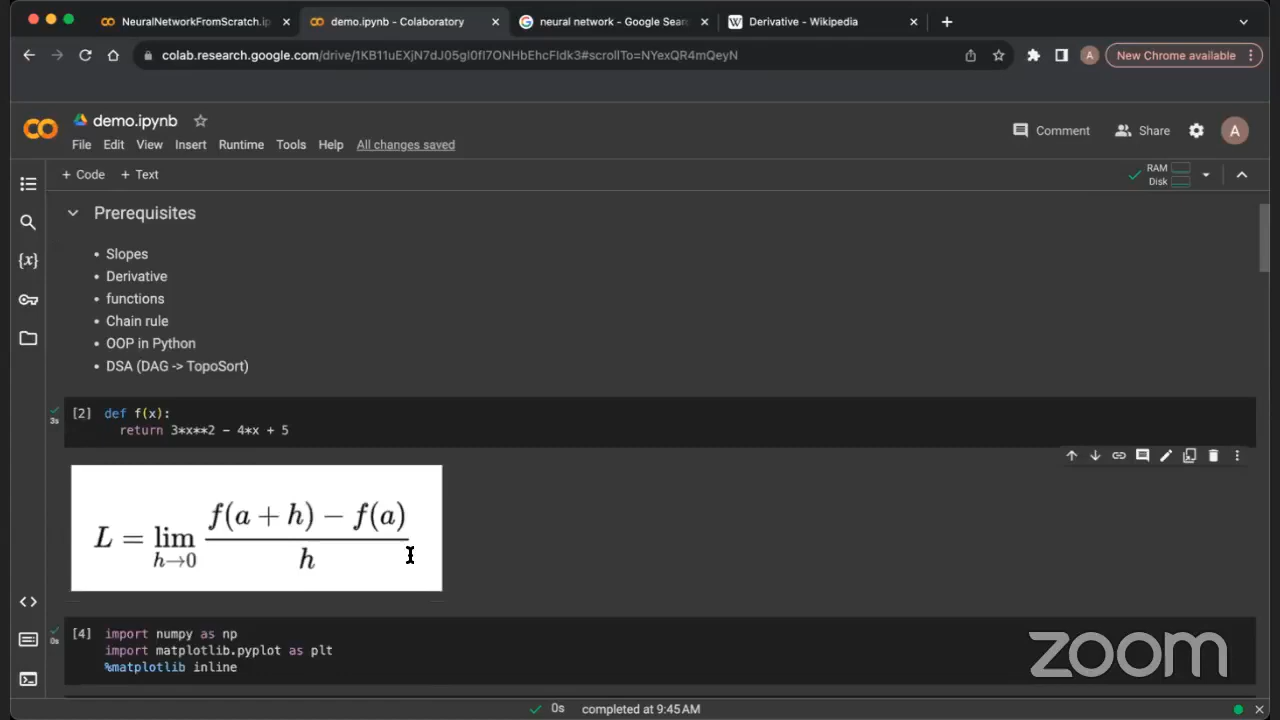 NeuralNetworkFromScratch.ip
demo.ipynb - Colaboratory
neural network - Google Sear
Derivative - Wikipedia
colab.research.google.com/drive/1KB11uEXjN7dJ05gl0fl7ONHbEhcFIdk3#scrollTo=NYexQR4mQeyN
A
New Chrome available
demo.ipynb
Comment
Share
A
File Edit View Insert Runtime Tools Help All changes saved
+ Code + Text
RAM
Disk
Prerequisites
• Slopes
• Derivative
• functions
• Chain rule
• OOP in Python
• DSA (DAG -> TopoSort)
3s
[2] def f(x):
return 3*x**2 - 4*x + 5
L = lim h→0 f(a + h) − f(a) / h
0s
[4] import numpy as np
import matplotlib.pyplot as plt
%matplotlib inline
zoom
0s completed at 9:45 AM